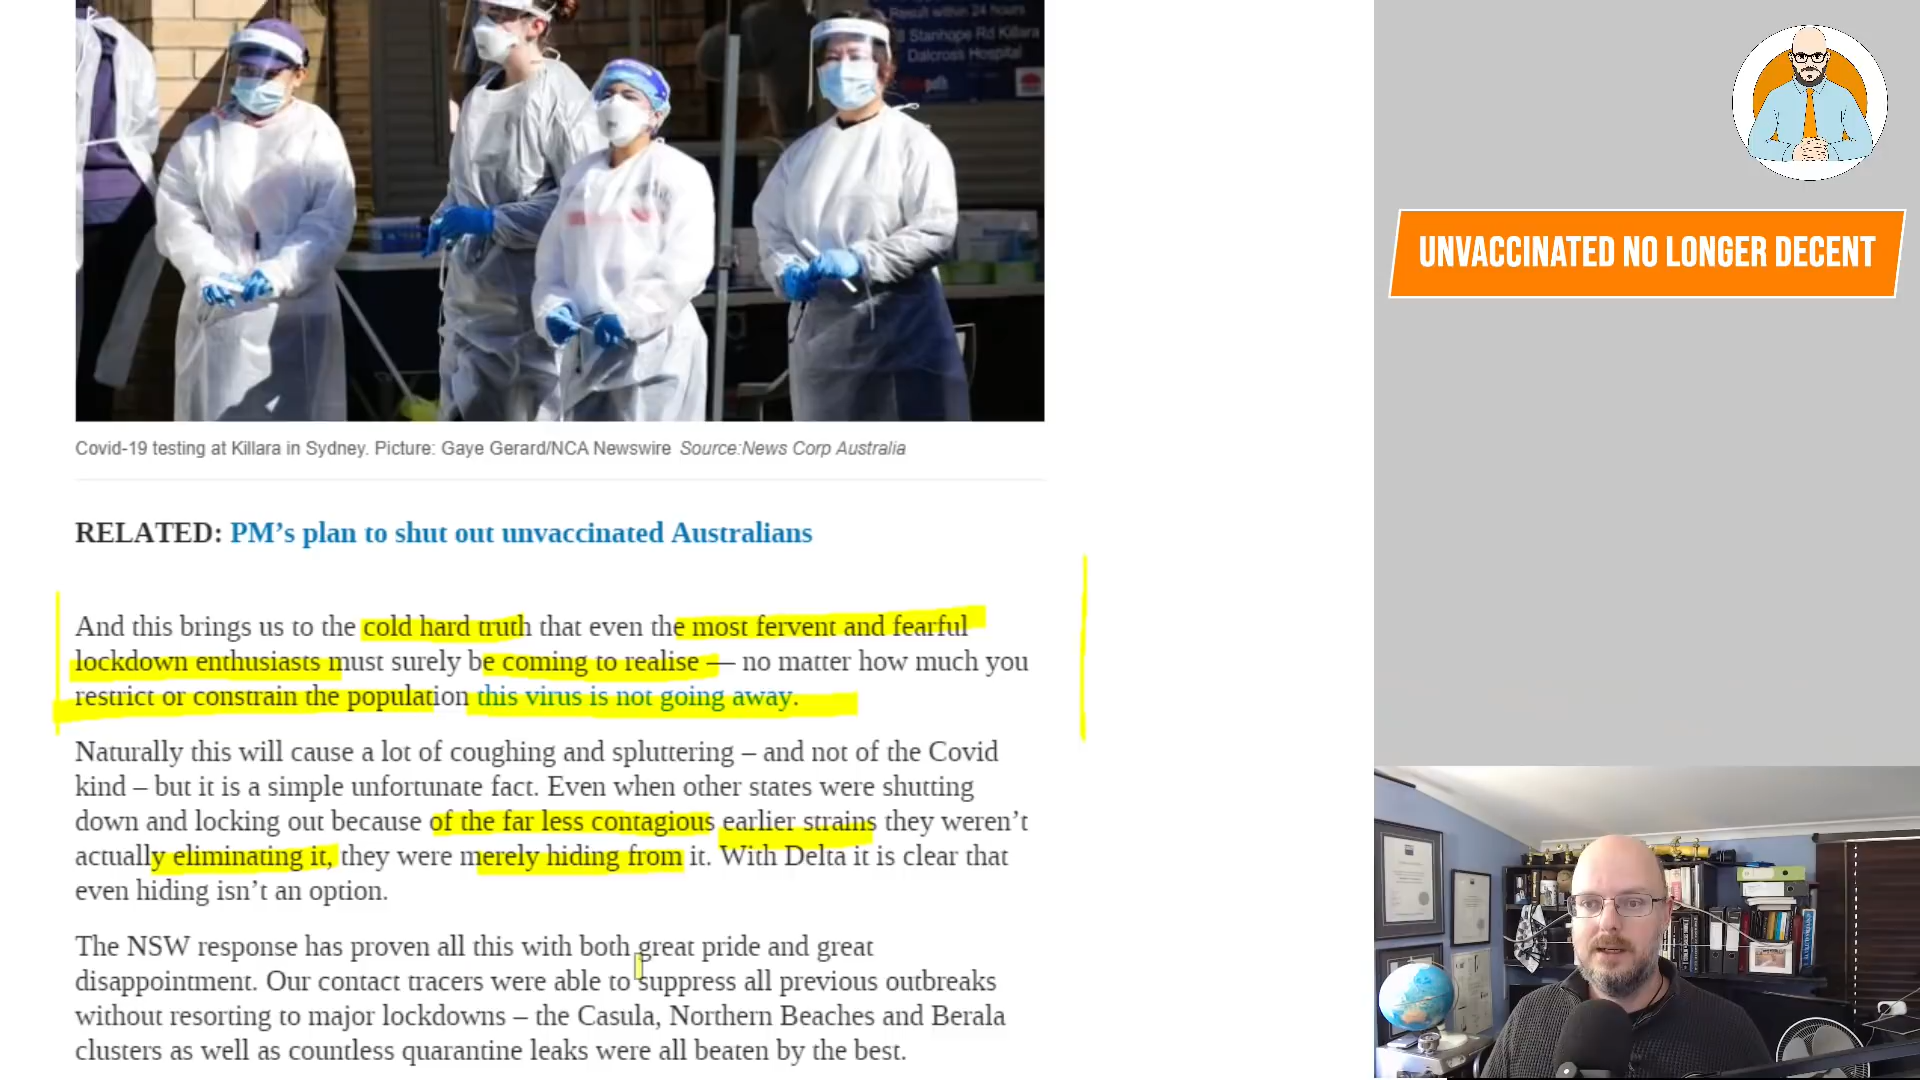 Result within 24 hours
Stanhope Rd Killara
Dalcross Hospital
UNVACCINATED NO LONGER DECENT
Covid-19 testing at Killara in Sydney. Picture: Gaye Gerard/NCA Newswire Source:News Corp Australia
RELATED: PM’s plan to shut out unvaccinated Australians
And this brings us to the cold hard truth that even the most fervent and fearful
lockdown enthusiasts must surely be coming to realise — no matter how much you
restrict or constrain the population this virus is not going away.
Naturally this will cause a lot of coughing and spluttering – and not of the Covid
kind – but it is a simple unfortunate fact. Even when other states were shutting
down and locking out because of the far less contagious earlier strains they weren’t
actually eliminating it, they were merely hiding from it. With Delta it is clear that
even hiding isn’t an option.
The NSW response has proven all this with both great pride and great
disappointment. Our contact tracers were able to suppress all previous outbreaks
without resorting to major lockdowns – the Casula, Northern Beaches and Berala
clusters as well as countless quarantine leaks were all beaten by the best.